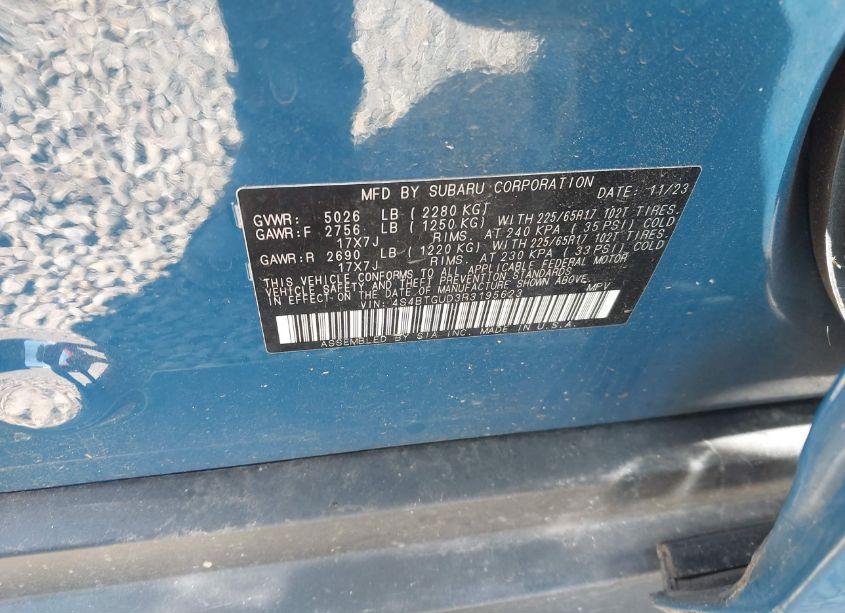 MFD BY SUBARU CORPORATION DATE: 11/23
GVWR: 5026 LB (2280 KG)
GAWR:F 2756 LB (1250 KG) WITH 225/65R17 102T TIRES.
17X7J RIMS. AT 240 KPA ( 35 PSI) COLD
GAWR:R 2690 LB (1220 KG) WITH 225/65R17 102T TIRES.
17X7J RIMS. AT 230 KPA ( 33 PSI) COLD
THIS VEHICLE CONFORMS TO ALL APPLICABLE FEDERAL MOTOR
VEHICLE SAFETY AND THEFT PREVENTION STANDARDS
IN EFFECT ON THE DATE OF MANUFACTURE SHOWN ABOVE.
VIN: 4S4BTGUD3R3195623 MPV
ASSEMBLED BY SIA INC. MADE IN U.S.A.